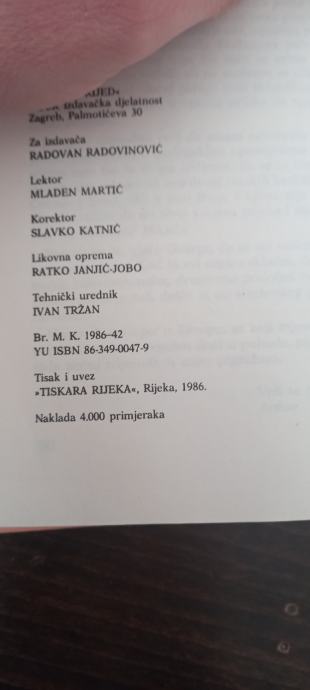 izdavačka djelatnost
Zagreb, Palmotićeva 30
Za izdavača
RADOVAN RADOVINOVIĆ
Lektor
MLADEN MARTIĆ
Korektor
SLAVKO KATNIĆ
Likovna oprema
RATKO JANJIĆ-JOBO
Tehnički urednik
IVAN TRŽAN
Br. M. K. 1986–42
YU ISBN 86-349-0047-9
Tisak i uvez
»TISKARA RIJEKA«, Rijeka, 1986.
Naklada 4.000 primjeraka